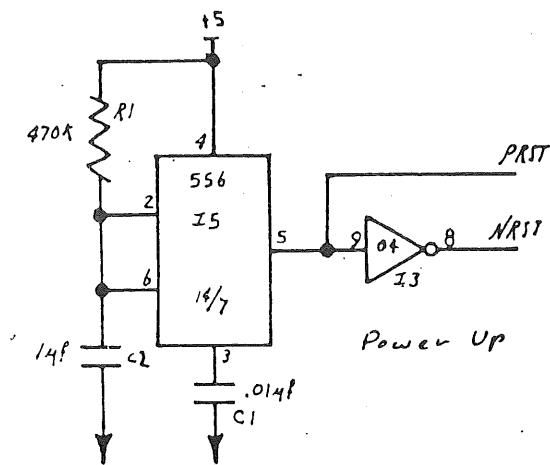 +5
R1
470K
4
556
I5
14/7
2
6
5
3
PRST
9
04
8
NRST
I3
1μf
C2
.01μf
C1
Power Up